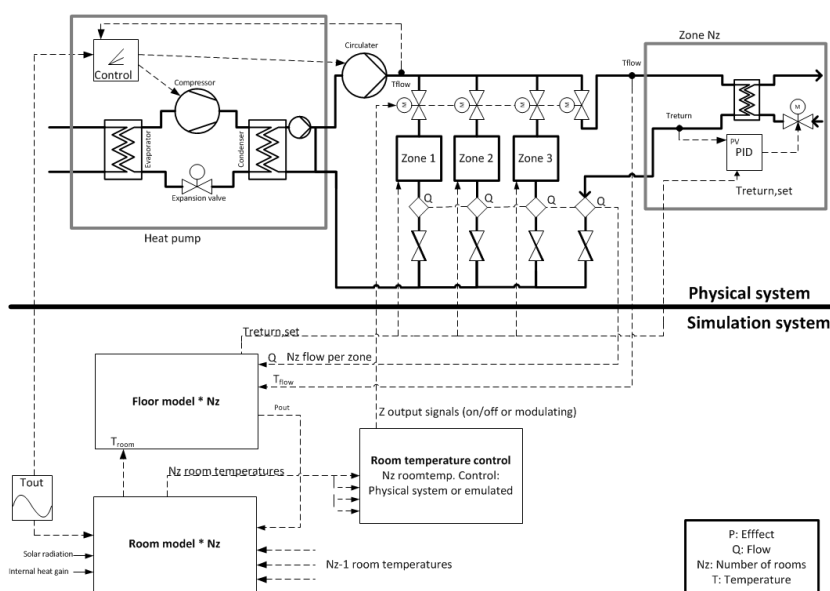 Zone Nz
Circulater
Control
Tflow
Tflow
Compressor
M
M
M
M
Treturn
PV
PID
Treturn,set
Evaporator
Condenser
Zone 1
Zone 2
Zone 3
Expansion valve
Q
Q
Q
Q
Heat pump
Physical system
Simulation system
Treturn,set
Q Nz flow per zone
Tflow
Floor model * Nz
Pout
Z output signals (on/off or modulating)
Troom
Nz room temperatures
Room temperature control
Nz roomtemp. Control:
Physical system or emulated
Tout
Room model * Nz
Solar radiation
Internal heat gain
Nz-1 room temperatures
P: Efffect
Q: Flow
Nz: Number of rooms
T: Temperature